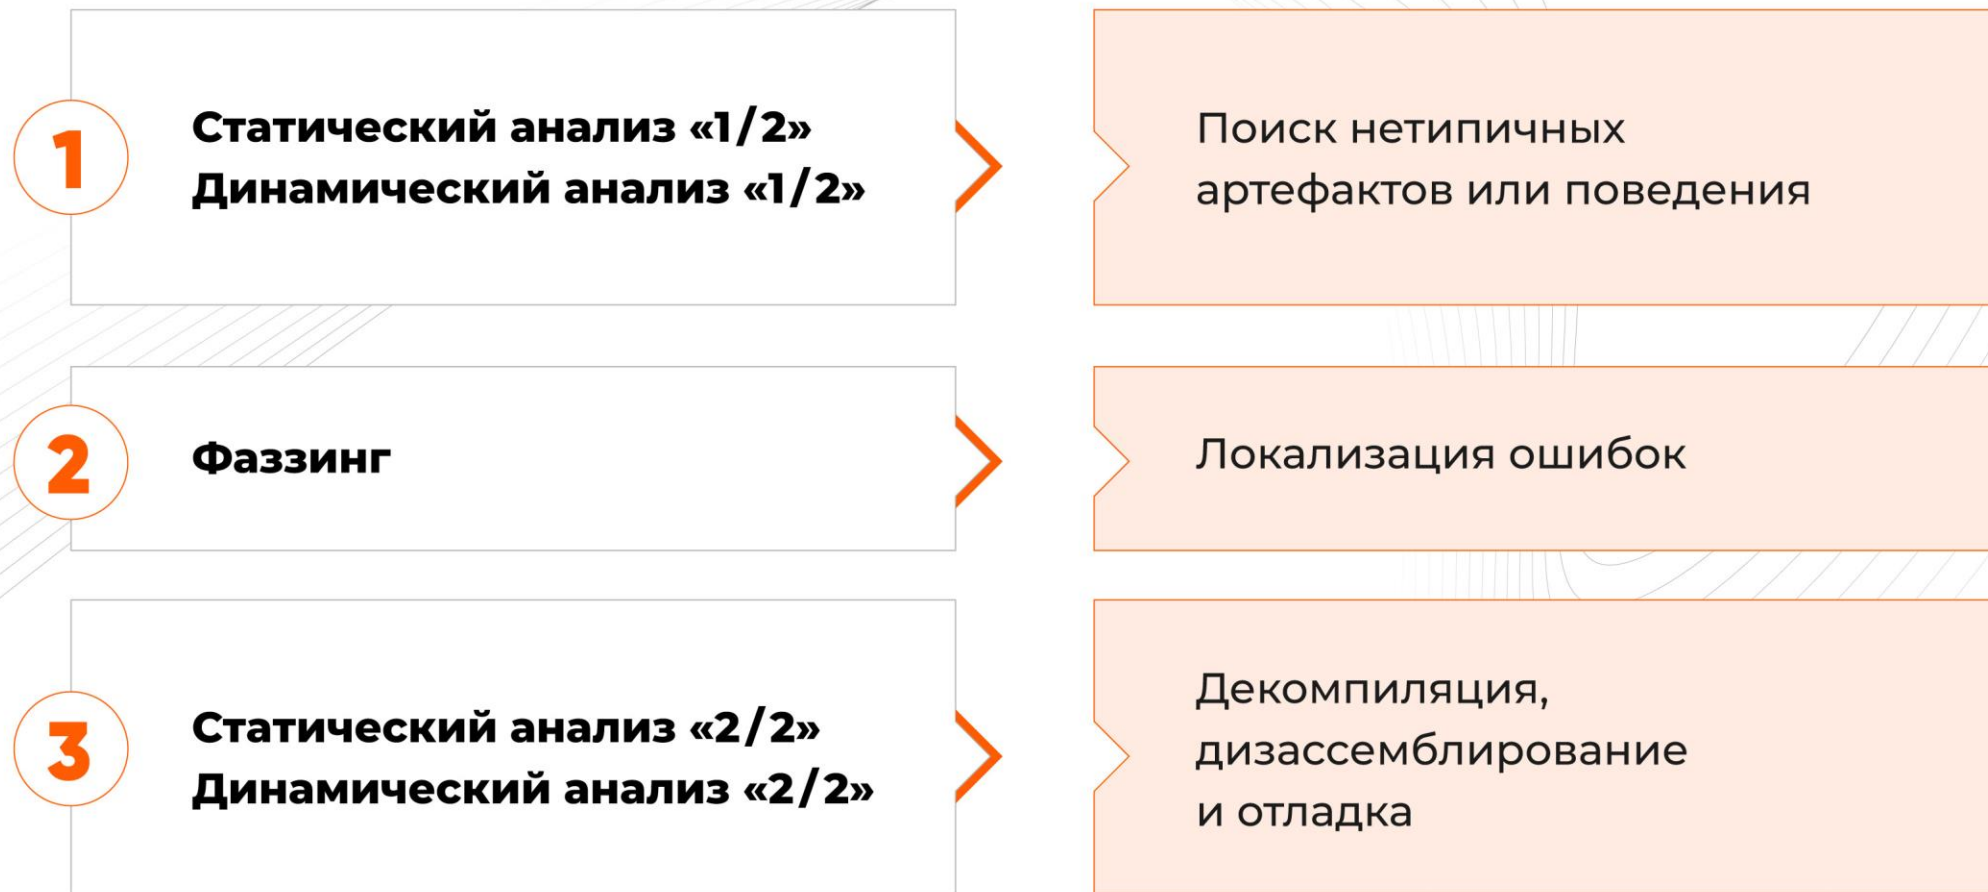 1
Статический анализ «1/2»
Динамический анализ «1/2»
Поиск нетипичных
артефактов или поведения
2
Фаззинг
Локализация ошибок
3
Статический анализ «2/2»
Динамический анализ «2/2»
Декомпиляция,
дизассемблирование
и отладка